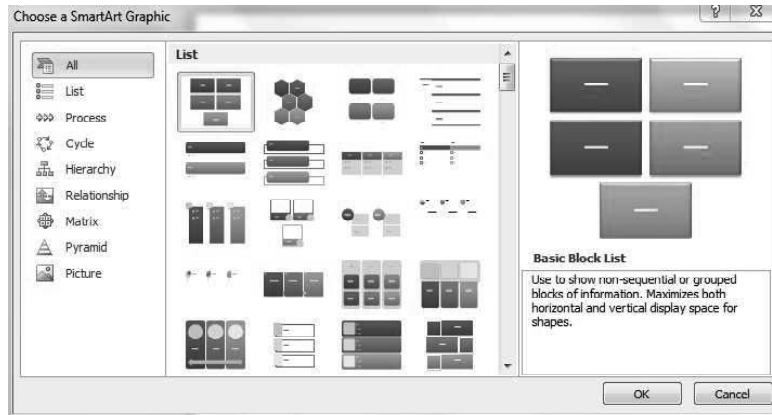 Choose a SmartArt Graphic
All
List
Process
Cycle
Hierarchy
Relationship
Matrix
Pyramid
Picture
List
Basic Block List
Use to show non-sequential or grouped
blocks of information. Maximizes both
horizontal and vertical display space for
shapes.
OK
Cancel